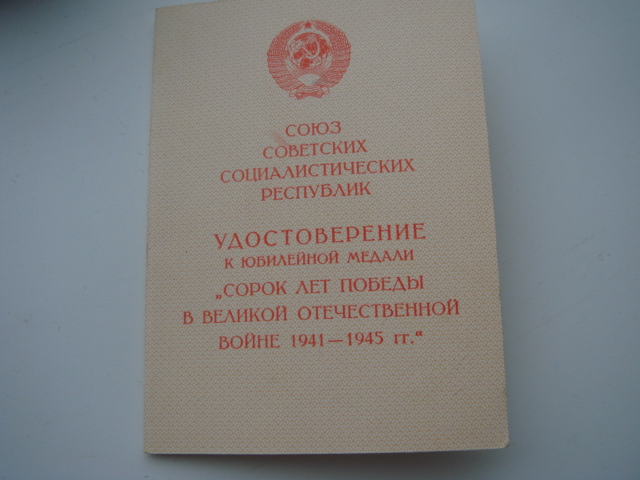 СОЮЗ
СОВЕТСКИХ
СОЦИАЛИСТИЧЕСКИХ
РЕСПУБЛИК
УДОСТОВЕРЕНИЕ
К ЮБИЛЕЙНОЙ МЕДАЛИ
„СОРОК ЛЕТ ПОБЕДЫ
В ВЕЛИКОЙ ОТЕЧЕСТВЕННОЙ
ВОЙНЕ 1941—1945 гг.“